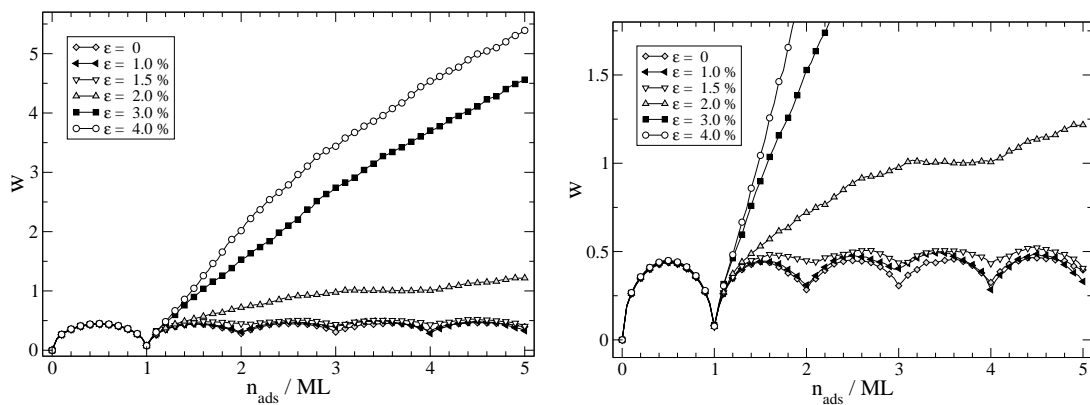 5
4
3
2
1
0
W
ε = 0
ε = 1.0 %
ε = 1.5 %
ε = 2.0 %
ε = 3.0 %
ε = 4.0 %
0 1 2 3 4 5
n_ads / ML
1.5
1
0.5
0
W
ε = 0
ε = 1.0 %
ε = 1.5 %
ε = 2.0 %
ε = 3.0 %
ε = 4.0 %
0 1 2 3 4 5
n_ads / ML